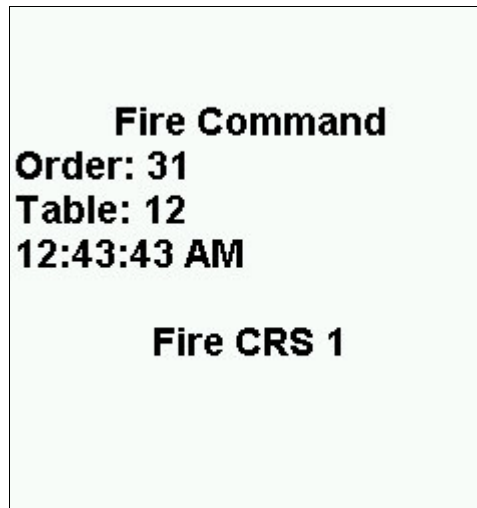 Fire Command
Order: 31
Table: 12
12:43:43 AM
Fire CRS 1